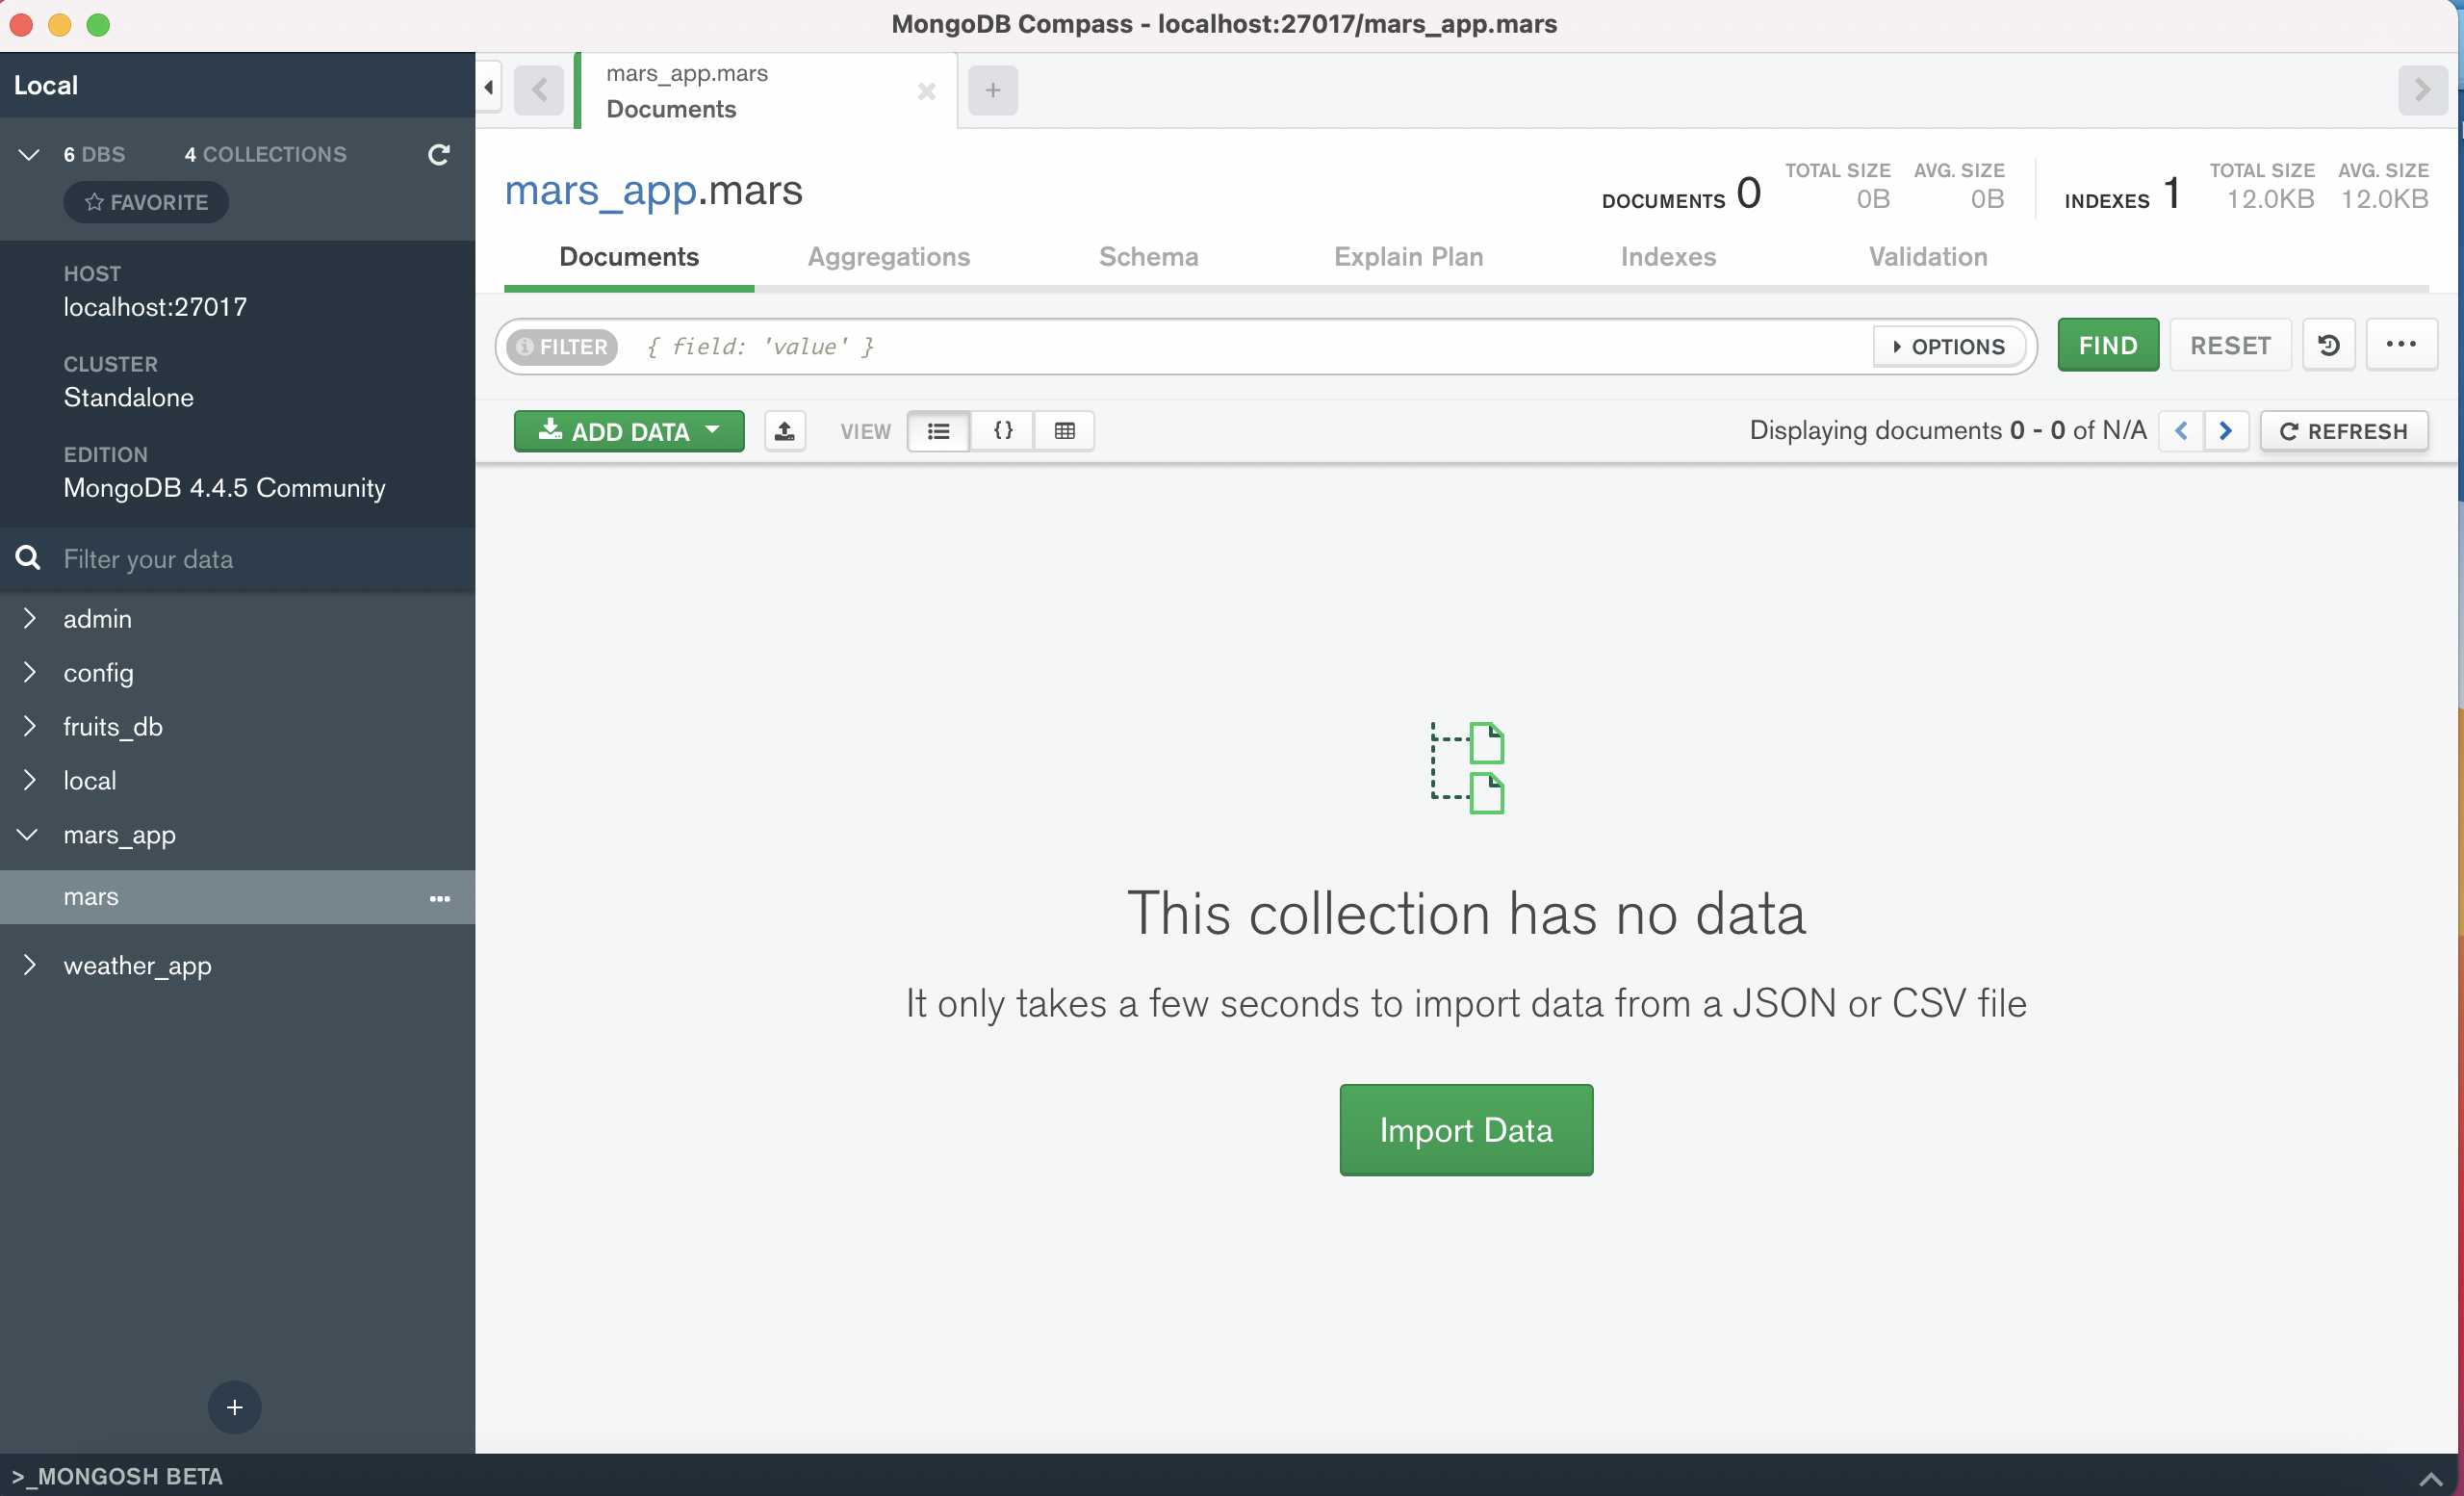 MongoDB Compass - localhost:27017/mars_app.mars
Local
6 DBS 4 COLLECTIONS
FAVORITE
HOST
localhost:27017
CLUSTER
Standalone
EDITION
MongoDB 4.4.5 Community
Filter your data
admin
config
fruits_db
local
mars_app
mars
weather_app
>_MONGOSH BETA
mars_app.mars
Documents
mars_app.mars
DOCUMENTS 0
TOTAL SIZE
0B
AVG. SIZE
0B
INDEXES 1
TOTAL SIZE
12.0KB
AVG. SIZE
12.0KB
Documents Aggregations Schema Explain Plan Indexes Validation
FILTER { field: 'value' } OPTIONS FIND RESET
ADD DATA VIEW {} Displaying documents 0 - 0 of N/A REFRESH
This collection has no data
It only takes a few seconds to import data from a JSON or CSV file
Import Data